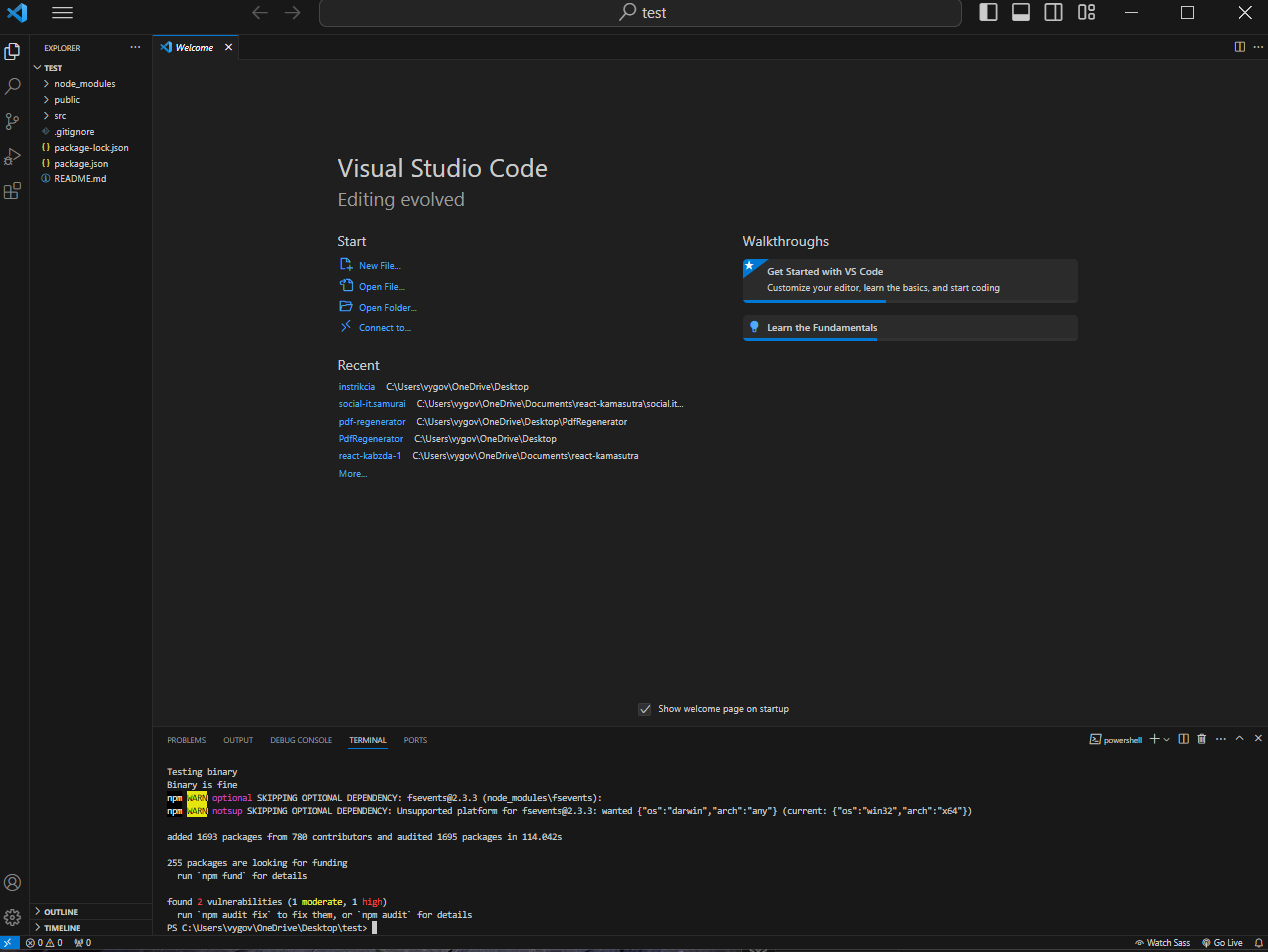 test
EXPLORER
Welcome
TEST
node_modules
public
src
.gitignore
package-lock.json
package.json
README.md
OUTLINE
TIMELINE
Visual Studio Code
Editing evolved
Start
New File...
Open File...
Open Folder...
Connect to...
Recent
instrikcia C:\Users\vygov\OneDrive\Desktop
social-it.samurai C:\Users\vygov\OneDrive\Documents\react-kamasutra\social.it...
pdf-regenerator C:\Users\vygov\OneDrive\Desktop\PdfRegenerator
PdfRegenerator C:\Users\vygov\OneDrive\Desktop
react-kabzda-1 C:\Users\vygov\OneDrive\Documents\react-kamasutra
More...
Walkthroughs
Get Started with VS Code
Customize your editor, learn the basics, and start coding
Learn the Fundamentals
Show welcome page on startup
PROBLEMS OUTPUT DEBUG CONSOLE TERMINAL PORTS
powershell
Testing binary
Binary is fine
npm WARN optional SKIPPING OPTIONAL DEPENDENCY: fsevents@2.3.3 (node_modules\fsevents):
npm WARN notsup SKIPPING OPTIONAL DEPENDENCY: Unsupported platform for fsevents@2.3.3: wanted {"os":"darwin","arch":"any"} (current: {"os":"win32","arch":"x64"})
added 1693 packages from 780 contributors and audited 1695 packages in 114.042s
255 packages are looking for funding
run `npm fund` for details
found 2 vulnerabilities (1 moderate, 1 high)
run `npm audit fix` to fix them, or `npm audit` for details
PS C:\Users\vygov\OneDrive\Desktop\test>
0 0 0 Watch Sass Go Live